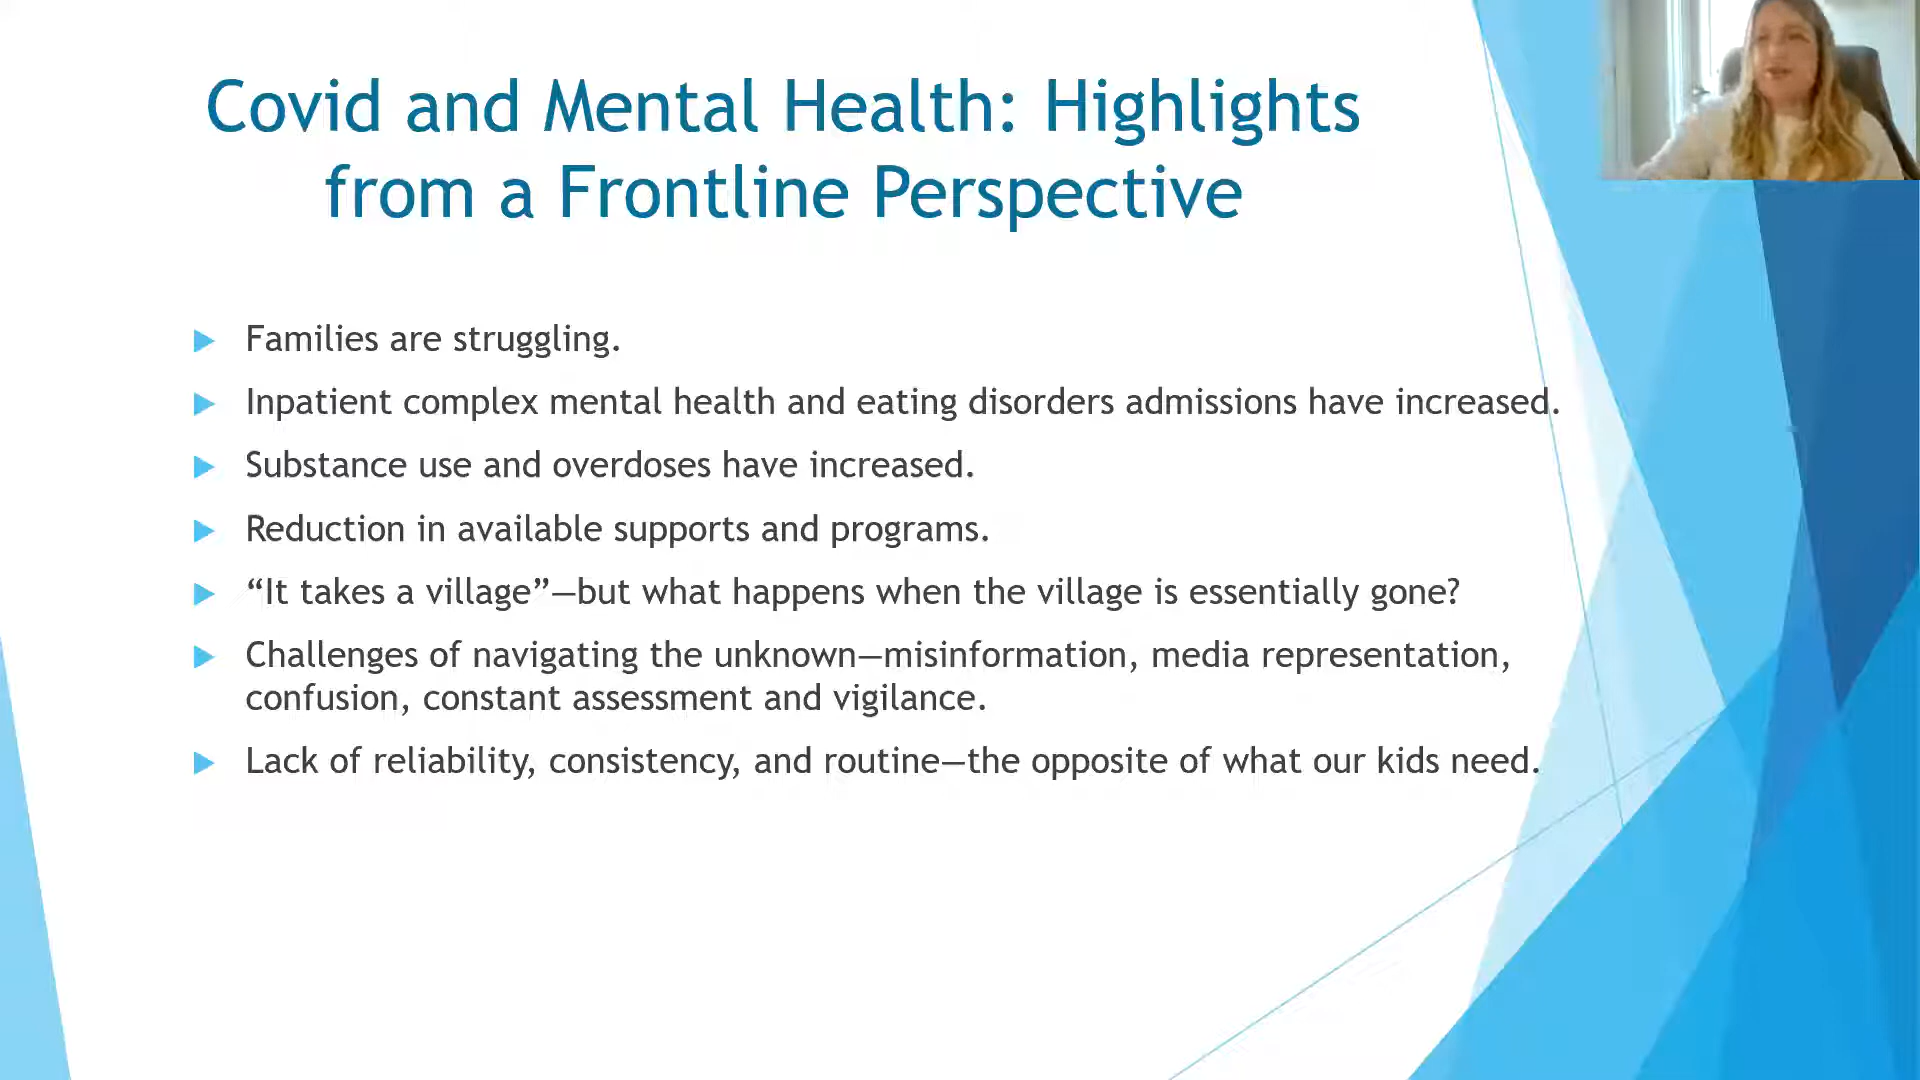 Covid and Mental Health: Highlights
from a Frontline Perspective
Families are struggling.
Inpatient complex mental health and eating disorders admissions have increased.
Substance use and overdoses have increased.
Reduction in available supports and programs.
“It takes a village”—but what happens when the village is essentially gone?
Challenges of navigating the unknown—misinformation, media representation,
confusion, constant assessment and vigilance.
Lack of reliability, consistency, and routine—the opposite of what our kids need.